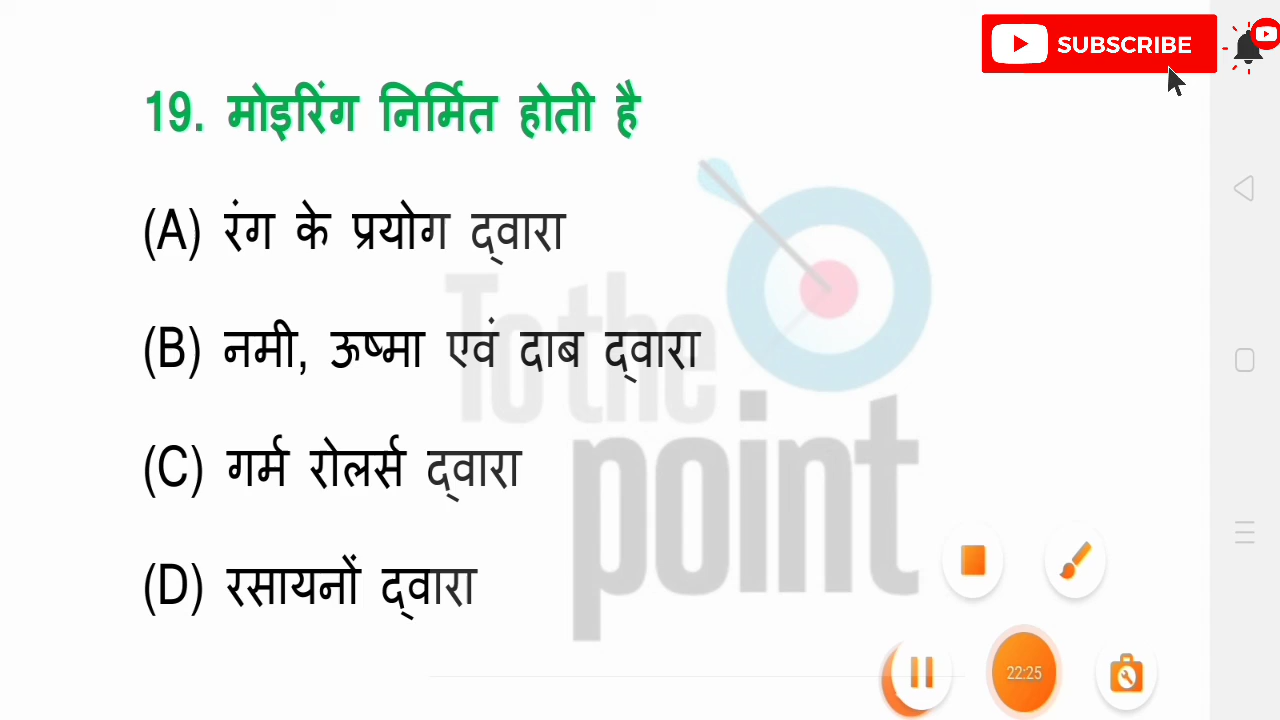 SUBSCRIBE
19. मोइरिंग निर्मित होती है
(A) रंग के प्रयोग द्वारा
(B) नमी, ऊष्मा एवं दाब द्वारा
(C) गर्म रोलर्स द्वारा
(D) रसायनों द्वारा
To the
point
22:25